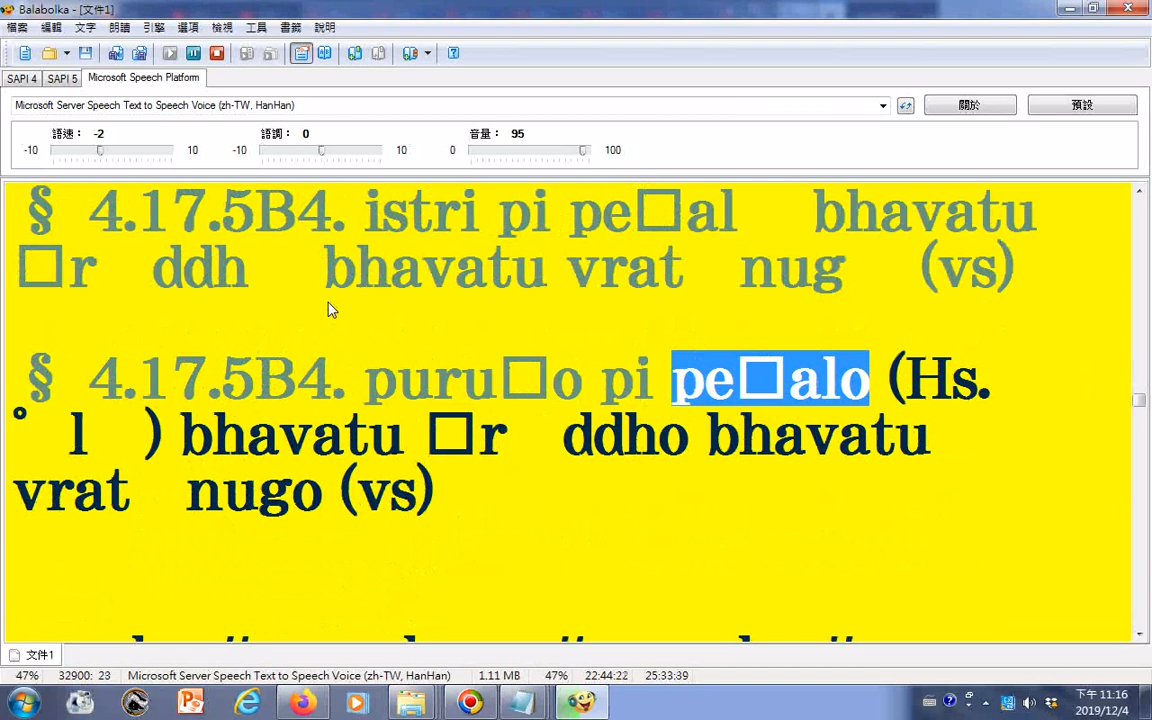 Balabolka - [文件1]
檔案 編輯 文字 朗讀 引擎 選項 檢視 工具 書籤 說明
SAPI 4 SAPI 5 Microsoft Speech Platform
Microsoft Server Speech Text to Speech Voice (zh-TW, HanHan) 關於 預設
語速： -2 語調： 0 音量： 95
-10 10 -10 10 0 100
§ 4.17.5B4. istri pi pe□al bhavatu
□r ddh bhavatu vrat nug (vs)
§ 4.17.5B4. puru□o pi pe□alo (Hs.
° l ) bhavatu □r ddho bhavatu
vrat nugo (vs)
文件1
47% 32900: 23 Microsoft Server Speech Text to Speech Voice (zh-TW, HanHan) 1.11 MB 47% 22:44:22 25:33:39
下午 11:16
2019/12/4